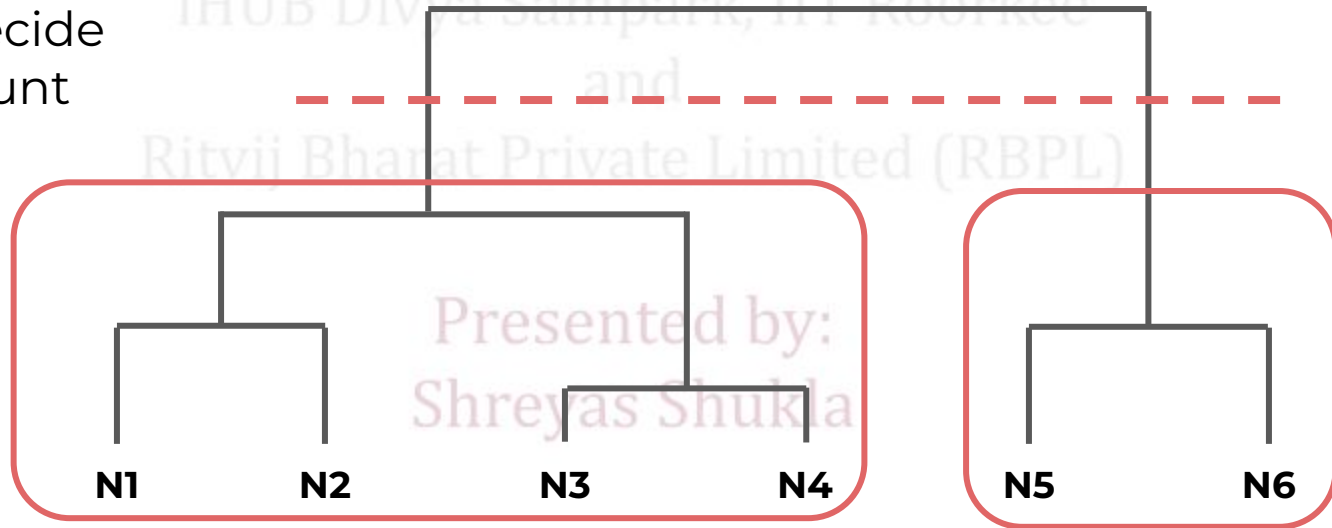 IHUB Divya Sampark, IIT Roorkee
ecide
unt
and
Ritvij Bharat Private Limited (RBPL)
Presented by:
Shreyas Shukla
N1 N2 N3 N4 N5 N6